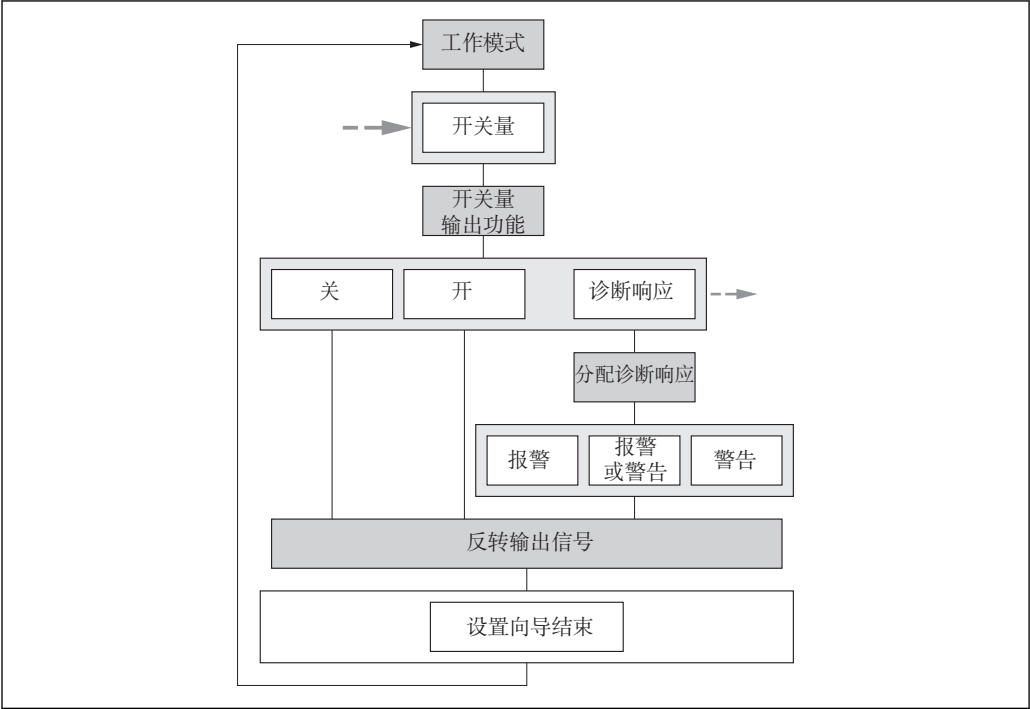 工作模式
开关量
开关量
输出功能
关
开
诊断响应
分配诊断响应
报警
报警
或警告
警告
反转输出信号
设置向导结束